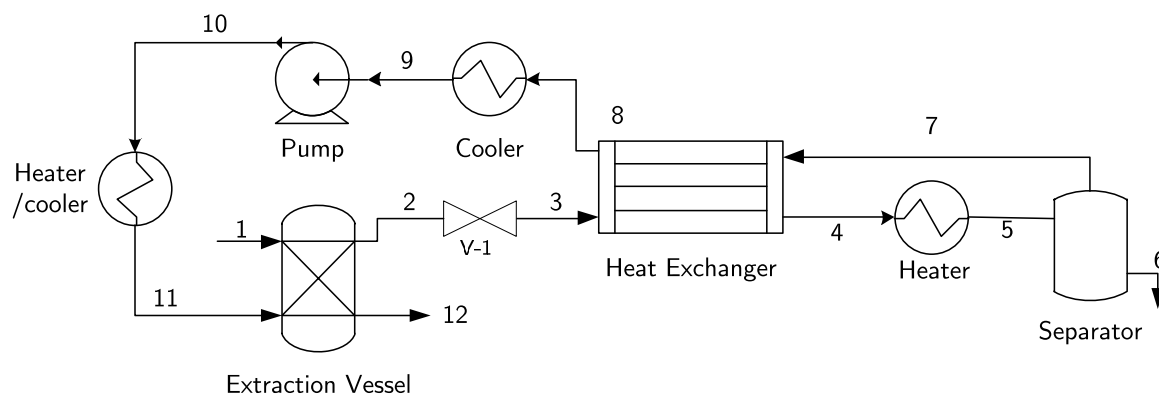 10
9
8
7
Pump
Cooler
Heater
/cooler
1
2
3
V-1
4
5
6
Heat Exchanger
Heater
11
12
Separator
Extraction Vessel